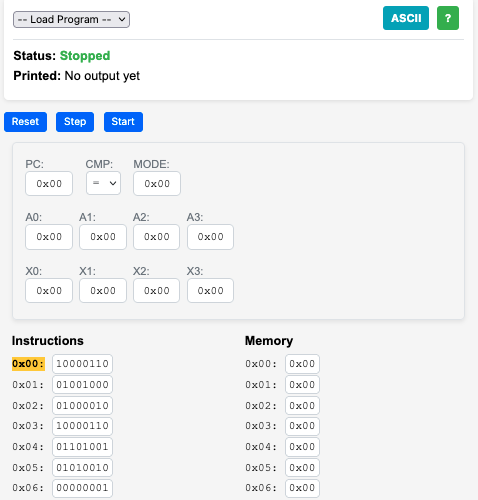 -- Load Program -- ASCII ?
Status: Stopped
Printed: No output yet
Reset Step Start
PC: CMP: MODE:
0x00 = 0x00
A0: A1: A2: A3:
0x00 0x00 0x00 0x00
X0: X1: X2: X3:
0x00 0x00 0x00 0x00
Instructions Memory
0x00: 10000110 0x00: 0x00
0x01: 01001000 0x01: 0x00
0x02: 01000010 0x02: 0x00
0x03: 10000110 0x03: 0x00
0x04: 01101001 0x04: 0x00
0x05: 01010010 0x05: 0x00
0x06: 00000001 0x06: 0x00